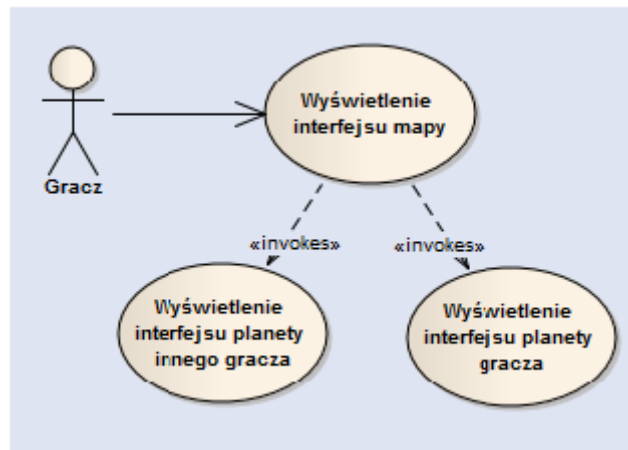 Wyświetlenie
interfejsu mapy
Gracz
«invokes»
«invokes»
Wyświetlenie
interfejsu planety
innego gracza
Wyświetlenie
interfejsu planety
gracza